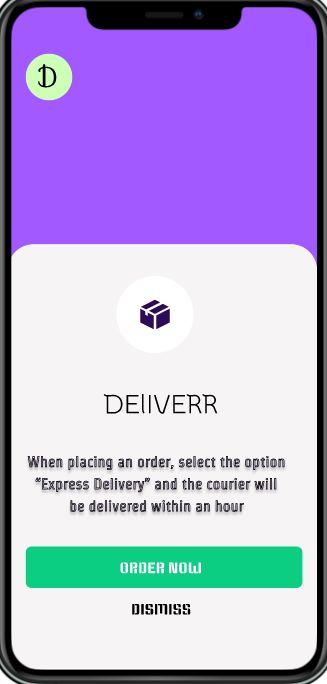 D
DELIVERR
When placing an order, select the option
“Express Delivery” and the courier will
be delivered within an hour
ORDER NOW
DISMISS